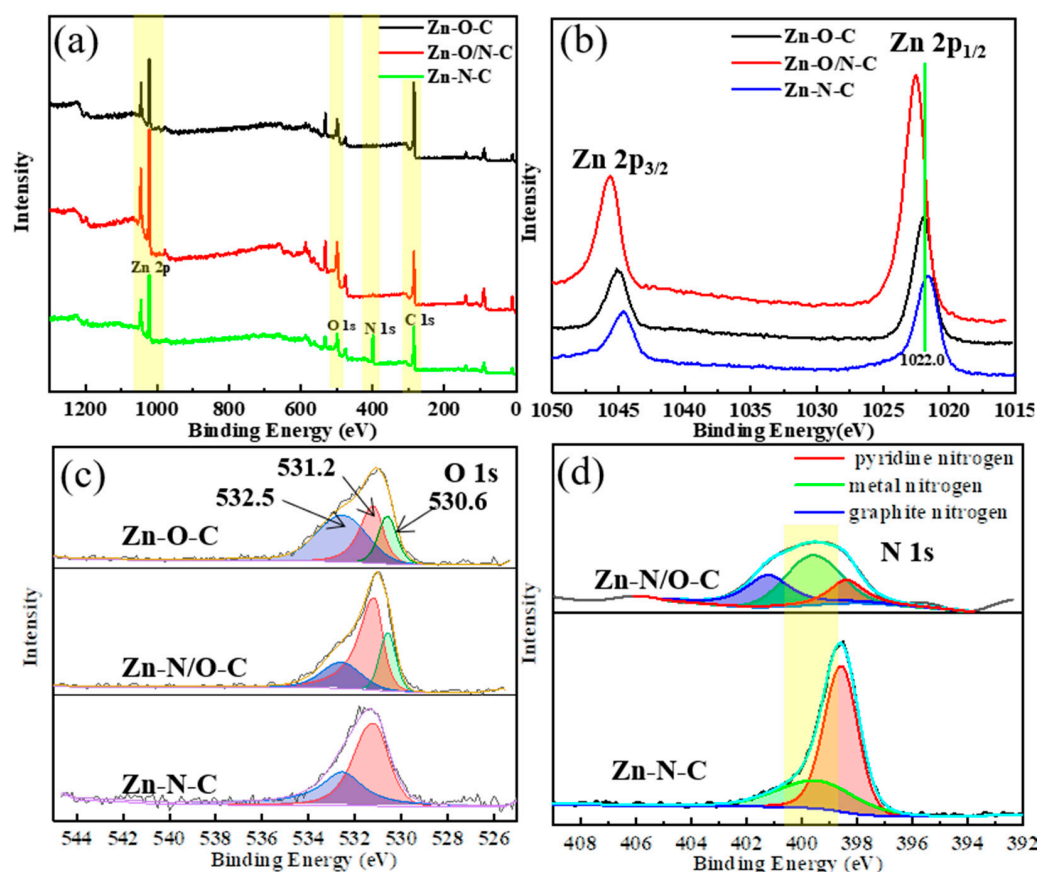 (a)
Zn-O-C
Zn-O/N-C
Zn-N-C
Zn 2p
O 1s
N 1s
C 1s
Intensity
1200
1000
800
600
400
200
0
Binding Energy (eV)
(b)
Zn-O-C
Zn-O/N-C
Zn-N-C
Zn 2p1/2
Zn 2p3/2
1022.0
Intensity
1050
1045
1040
1035
1030
1025
1020
1015
Binding Energy(eV)
(c)
O 1s
531.2
532.5
530.6
Zn-O-C
Zn-N/O-C
Zn-N-C
Intensity
544
542
540
538
536
534
532
530
528
526
Binding Energy (eV)
(d)
pyridine nitrogen
metal nitrogen
graphite nitrogen
N 1s
Zn-N/O-C
Zn-N-C
Intensity
408
406
404
402
400
398
396
394
392
Binding Energy (eV)